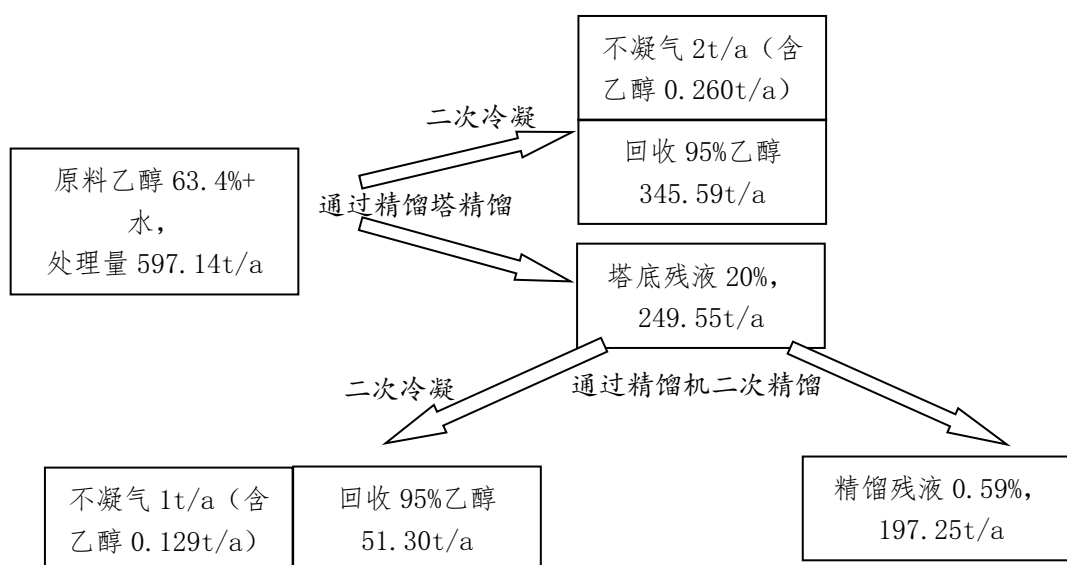 不凝气 2t/a（含
乙醇 0.260t/a）
二次冷凝
回收 95%乙醇
345.59t/a
原料乙醇 63.4%+
水，
处理量 597.14t/a
通过精馏塔精馏
塔底残液 20%，
249.55t/a
二次冷凝
通过精馏机二次精馏
不凝气 1t/a（含
乙醇 0.129t/a）
回收 95%乙醇
51.30t/a
精馏残液 0.59%，
197.25t/a